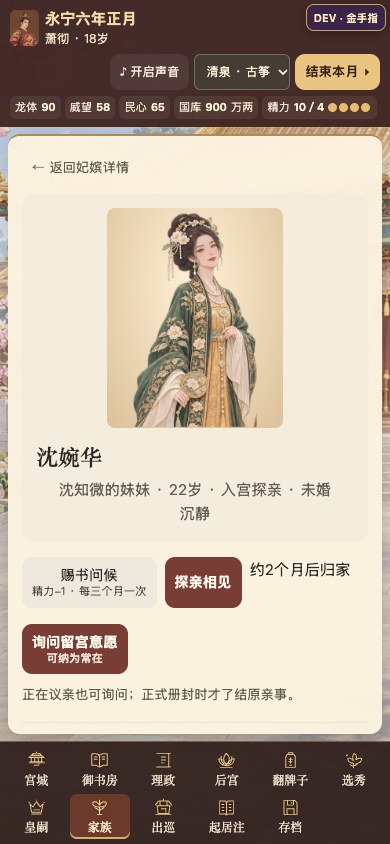 永宁六年正月
萧彻 · 18岁
DEV · 金手指
♪ 开启声音
清泉 · 古筝
结束本月
龙体 90
威望 58
民心 65
国库 900 万两
精力 10 / 4
← 返回妃嫔详情
沈婉华
沈知微的妹妹 · 22岁 · 入宫探亲 · 未婚
沉静
赐书问候
精力−1 · 每三个月一次
探亲相见
约2个月后归家
询问留宫意愿
可纳为常在
正在议亲也可询问；正式册封时才了结原亲事。
宫城
御书房
理政
后宫
翻牌子
选秀
皇嗣
家族
出巡
起居注
存档